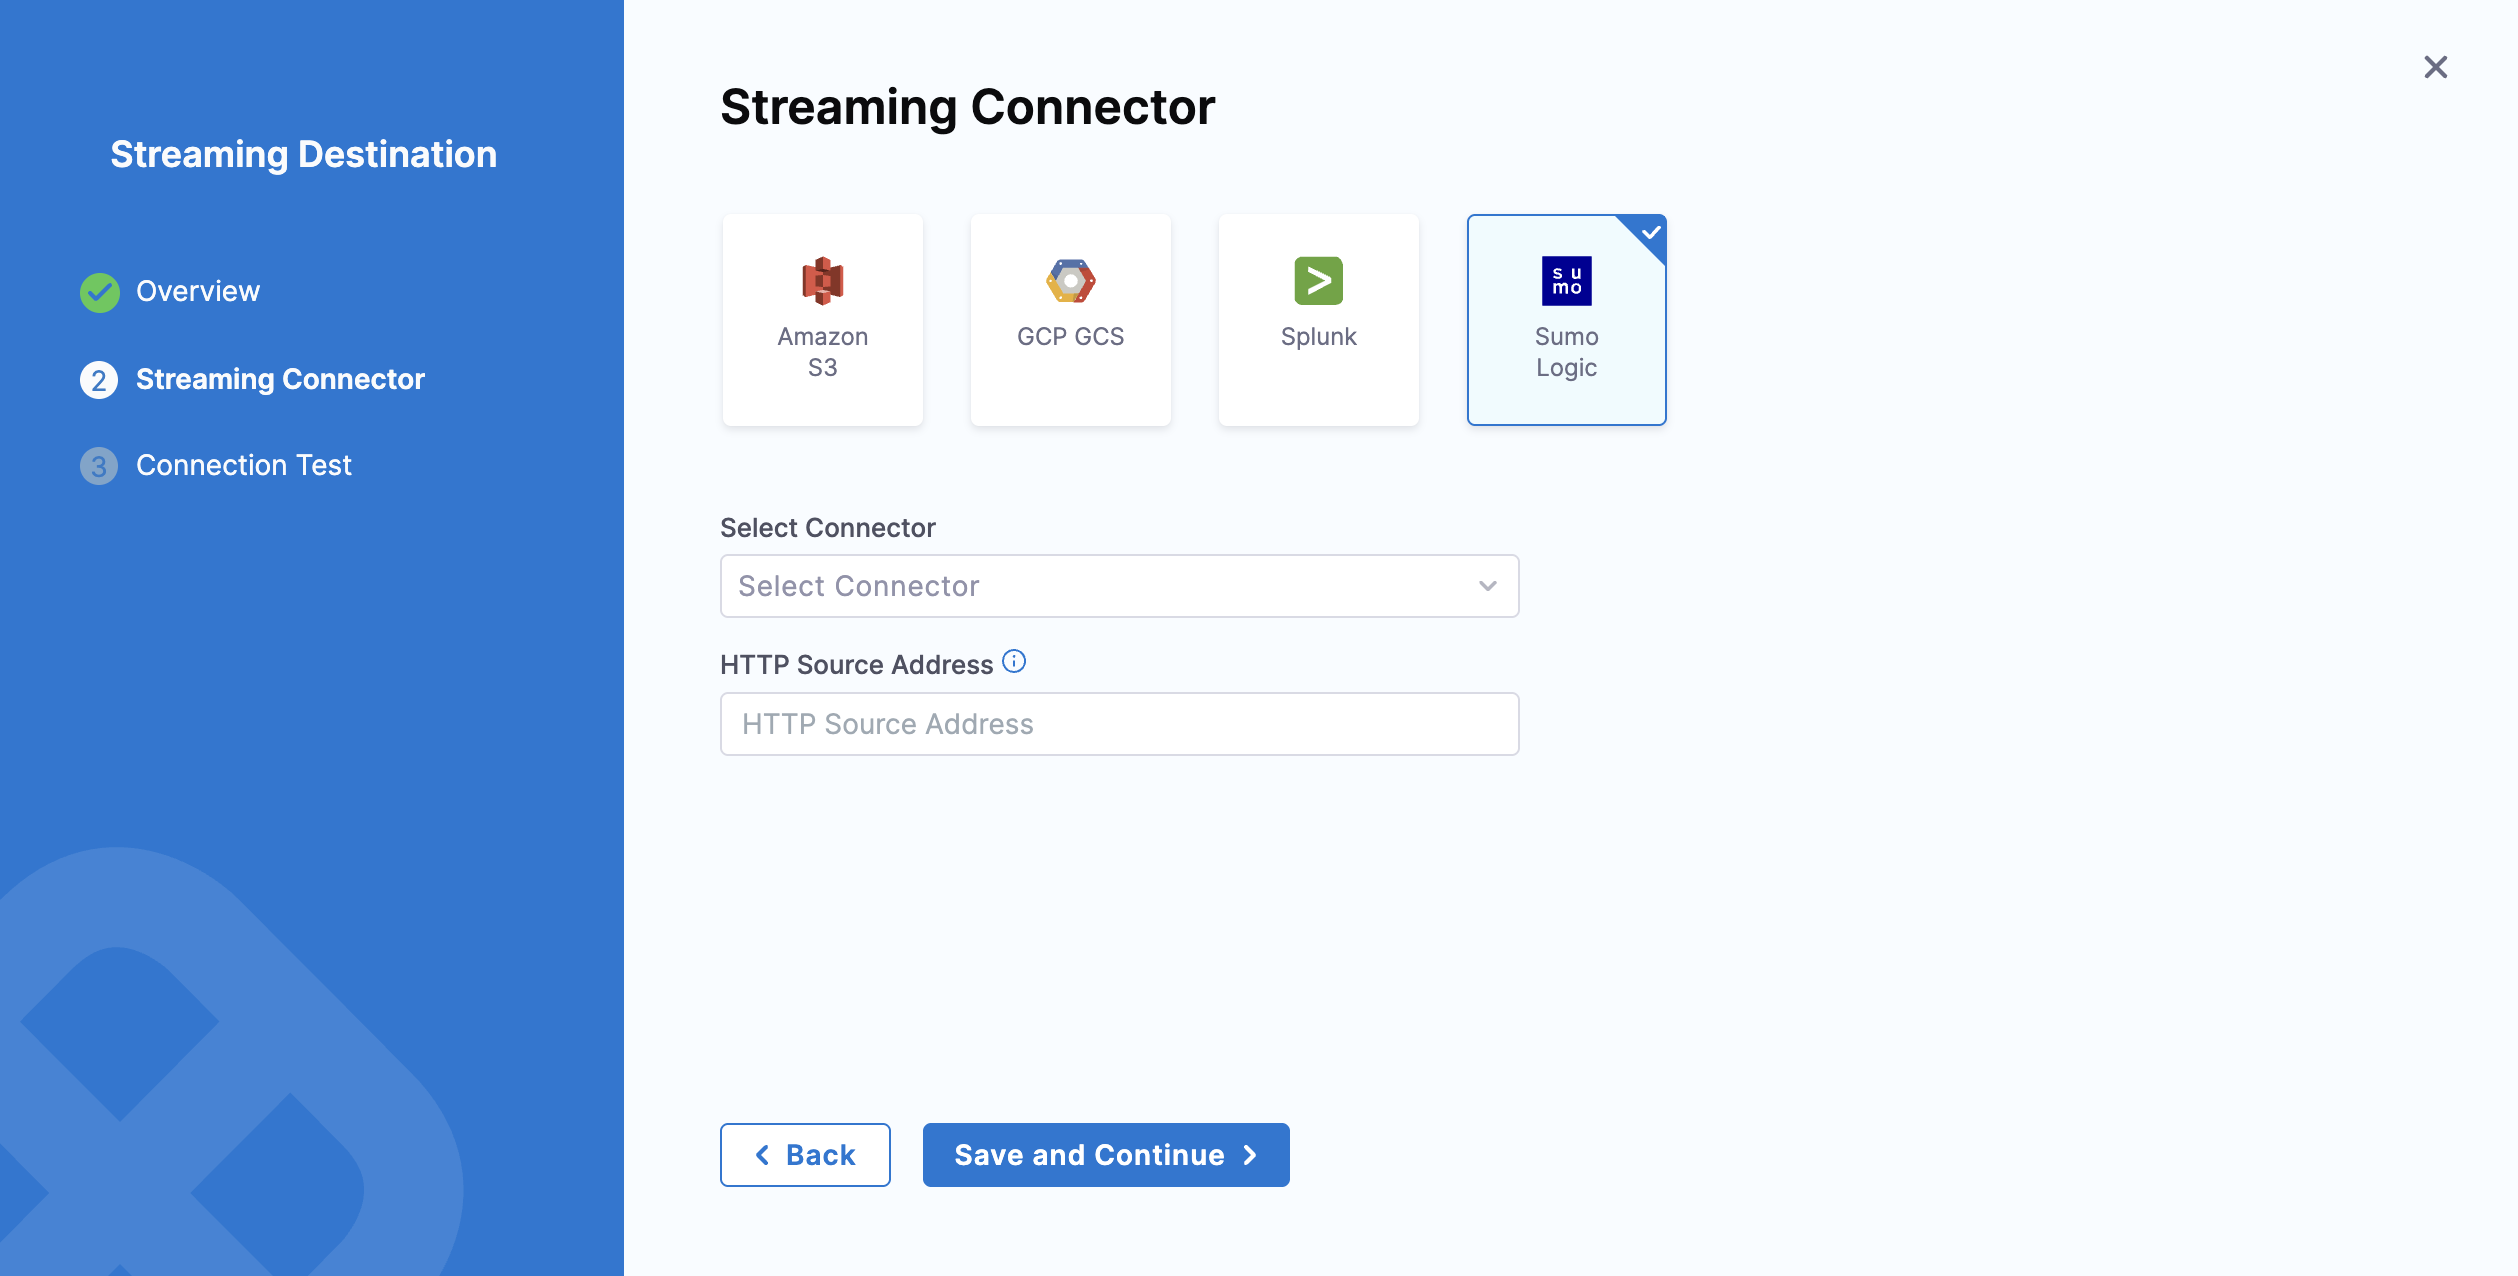 Streaming Destination
Overview
2 Streaming Connector
3 Connection Test
Streaming Connector
Amazon
S3
GCP GCS
Splunk
su
mo
Sumo
Logic
Select Connector
Select Connector
HTTP Source Address
HTTP Source Address
Back
Save and Continue